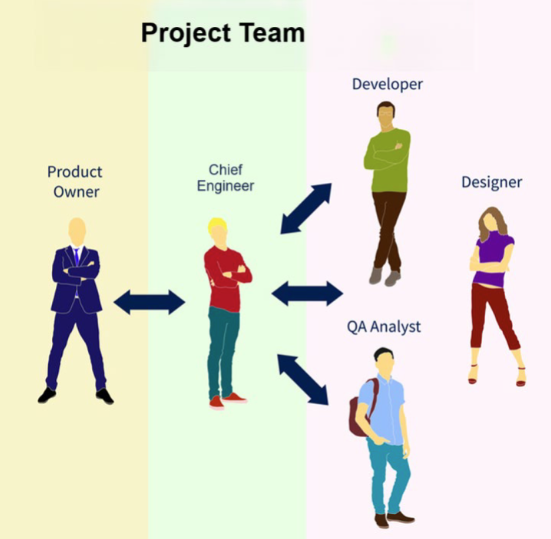 Project Team
Developer
Product
Owner
Chief
Engineer
Designer
QA Analyst